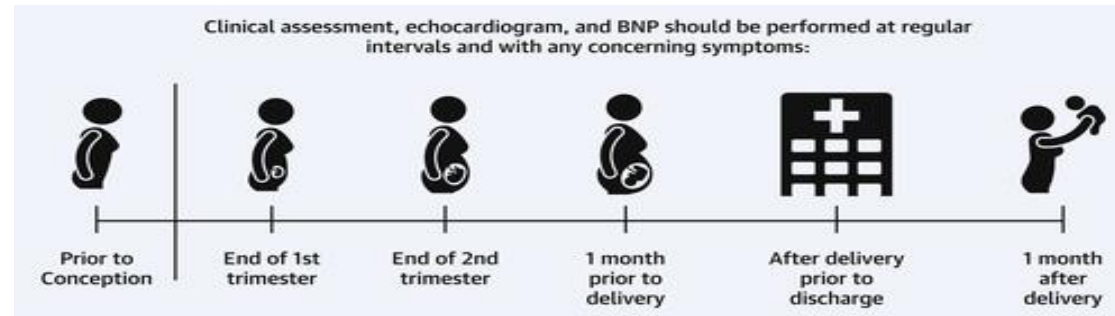 Clinical assessment, echocardiogram, and BNP should be performed at regular
intervals and with any concerning symptoms:
Prior to
Conception
End of 1st
trimester
End of 2nd
trimester
1 month
prior to
delivery
After delivery
prior to
discharge
1 month
after
delivery